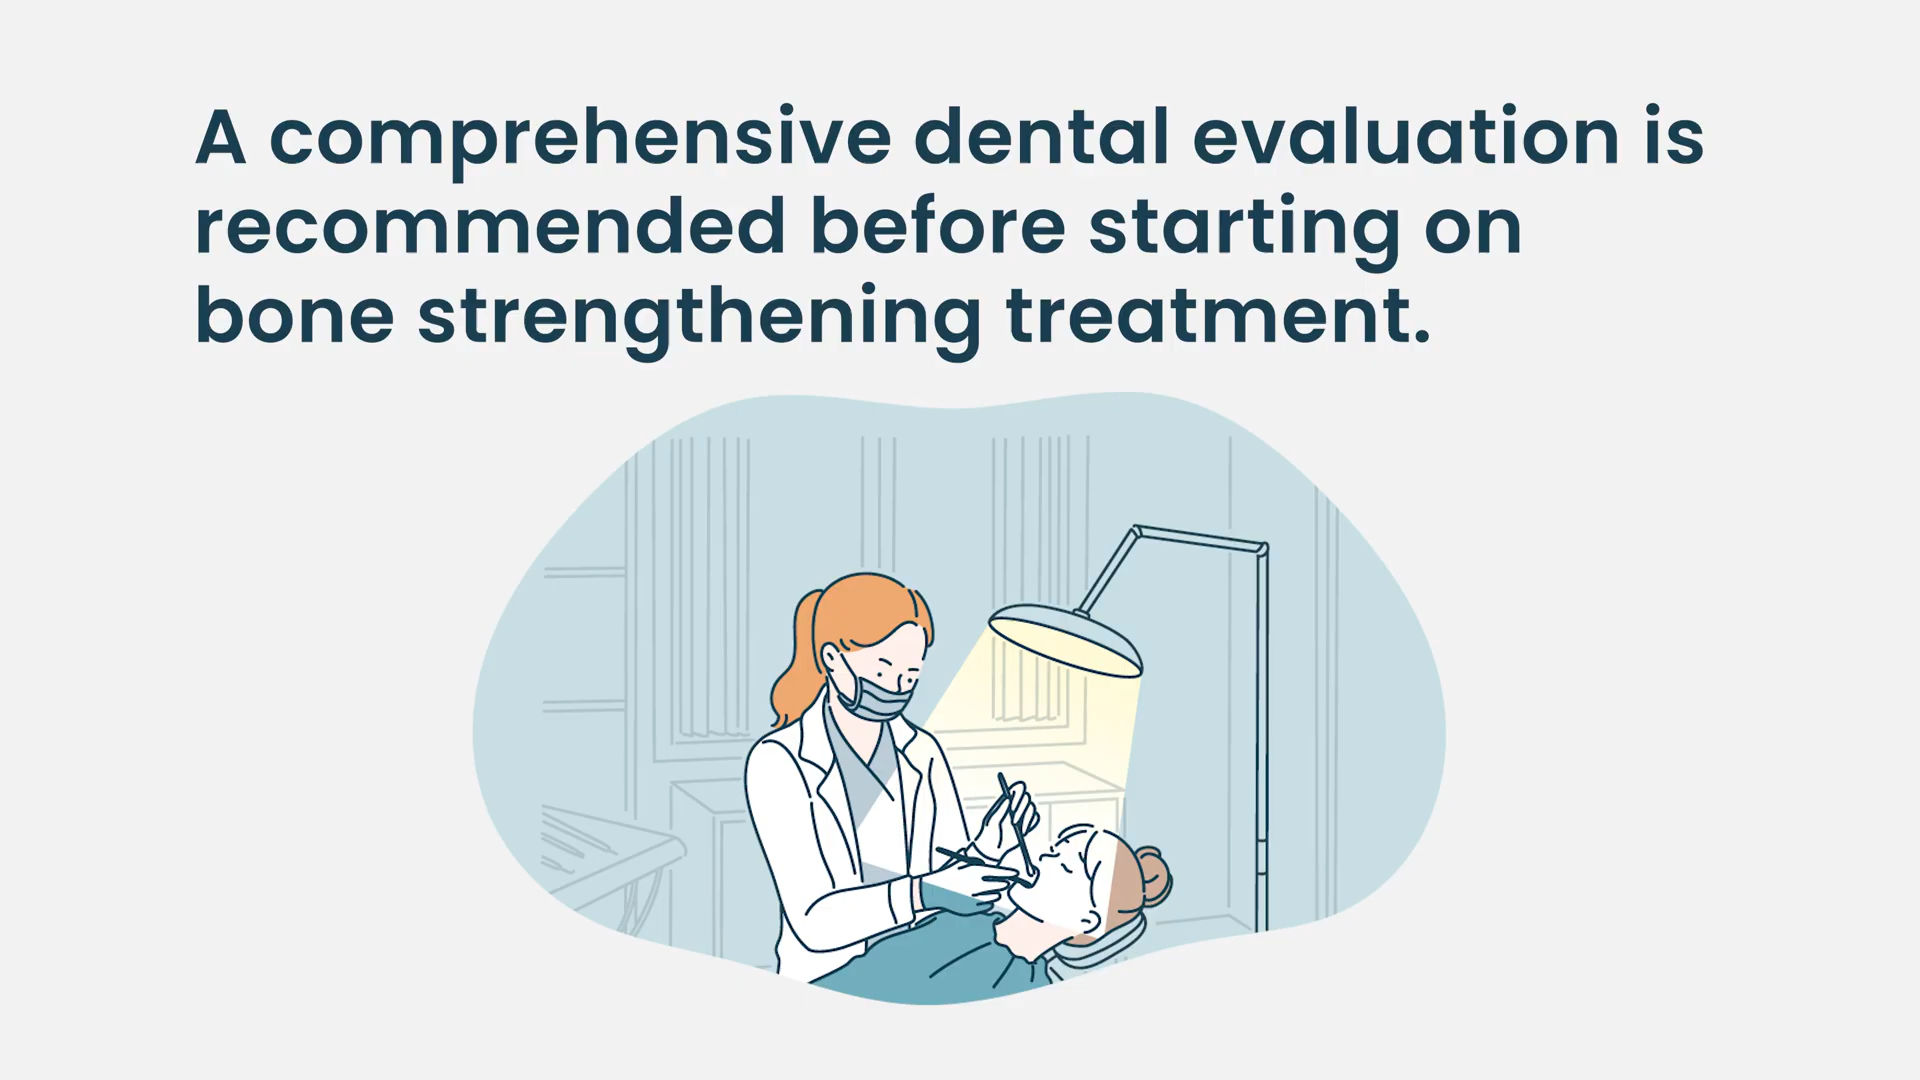 A comprehensive dental evaluation is
recommended before starting on
bone strengthening treatment.